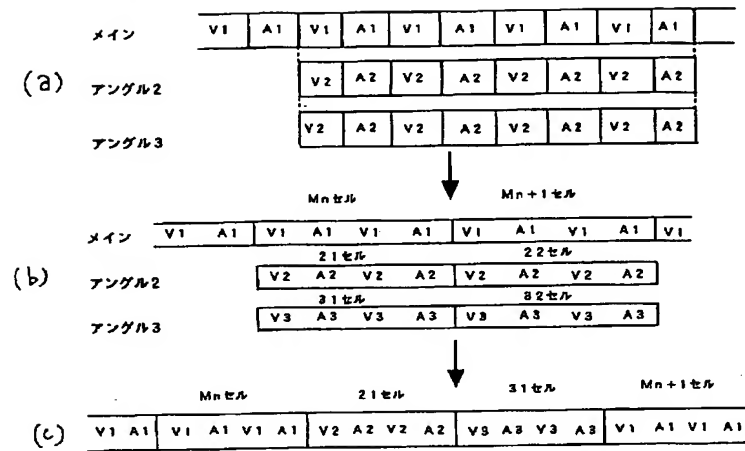 メイン V1 A1 V1 A1 V1 A1 V1 A1 V1 A1
(a) アングル2 V2 A2 V2 A2 V2 A2 V2 A2
アングル3 V2 A2 V2 A2 V2 A2 V2 A2
Mnセル Mn+1セル
メイン V1 A1 V1 A1 V1 A1 V1 A1 V1 A1 V1
21セル 22セル
(b) アングル2 V2 A2 V2 A2 V2 A2 V2 A2
31セル 32セル
アングル3 V3 A3 V3 A3 V3 A3 V3 A3
Mnセル 21セル 31セル Mn+1セル
(c) V1 A1 V1 A1 V1 A1 V2 A2 V2 A2 V3 A3 V3 A3 V1 A1 V1 A1